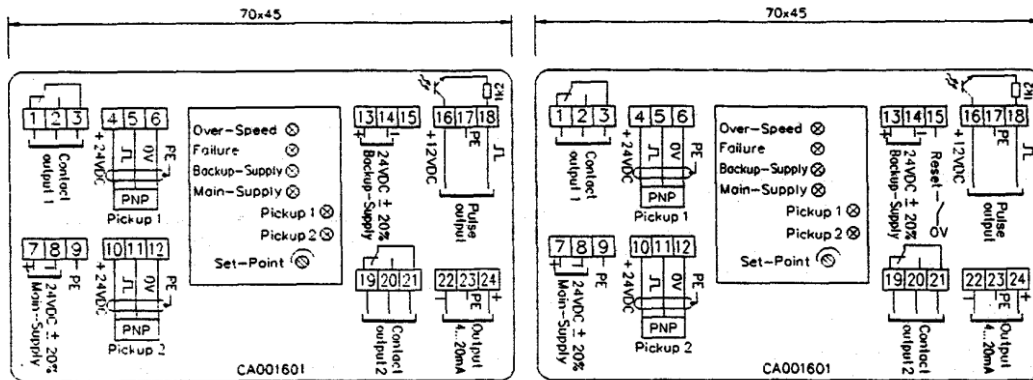 70x45
1 2 3
Contact
output 1
4 5 6
+ 24VDC
⎍
0V
PE
PNP
Pickup 1
7 8 9
+ −
24VDC ± 20%
Main-Supply
PE
10 11 12
+ 24VDC
⎍
0V
PE
PNP
Pickup 2
Over-Speed
Failure
Backup-Supply
Main-Supply
Pickup 1
Pickup 2
Set-Point
13 14 15
+ −
24VDC ± 20%
Backup-Supply
1K2
16 17 18
+ 12VDC
PE
⎍
Pulse
output
19 20 21
Contact
output 2
22 23 24
− PE +
Output
4...20mA
CA001601
70x45
1 2 3
Contact
output 1
4 5 6
+ 24VDC
⎍
0V
PE
PNP
Pickup 1
7 8 9
+ −
24VDC ± 20%
Main-Supply
PE
10 11 12
+ 24VDC
⎍
0V
PE
PNP
Pickup 2
Over-Speed
Failure
Backup-Supply
Main-Supply
Pickup 1
Pickup 2
Set-Point
13 14 15
+ −
24VDC ± 20%
Backup-Supply
Reset
0V
1K2
16 17 18
+ 12VDC
PE
⎍
Pulse
output
19 20 21
Contact
output 2
22 23 24
− PE +
Output
4...20mA
CA001601